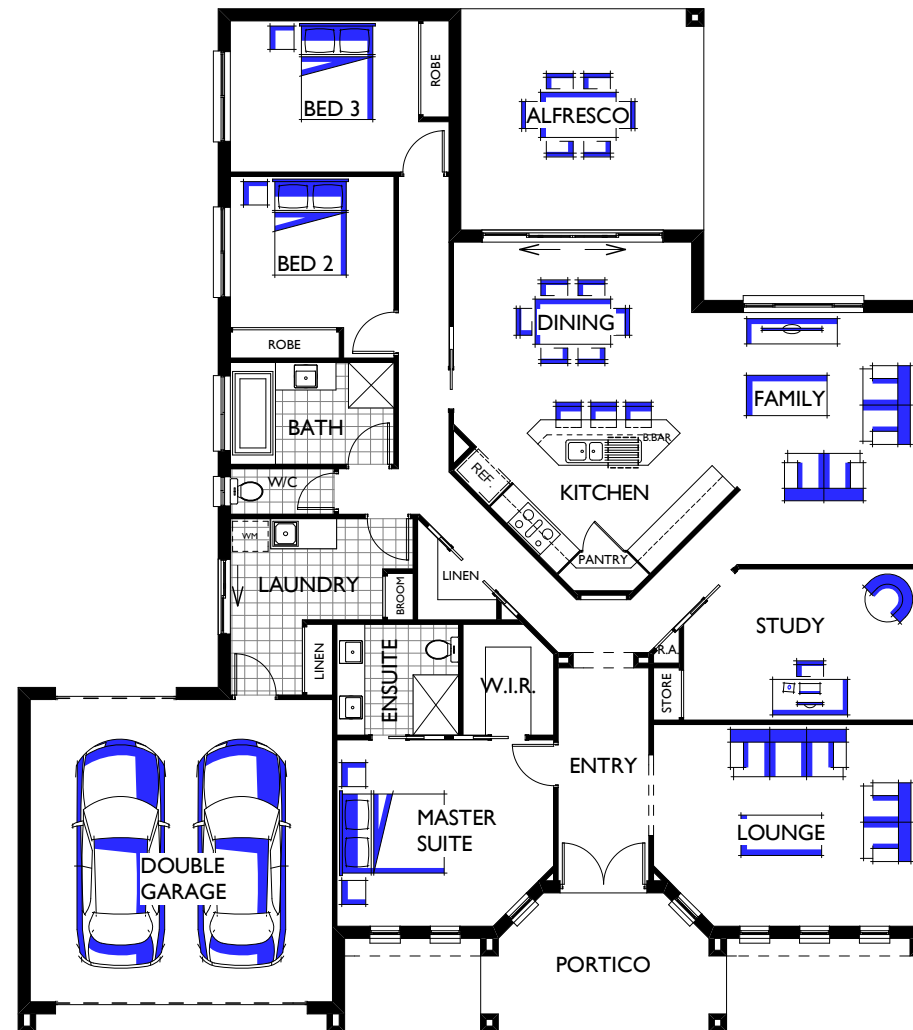 BED 3
ROBE
ALFRESCO
BED 2
ROBE
DINING
FAMILY
BATH
B.BAR
REF.
W/C
KITCHEN
WM
PANTRY
LINEN
LAUNDRY
BROOM
STUDY
R.A.
LINEN
ENSUITE
W.I.R.
STORE
ENTRY
MASTER
SUITE
LOUNGE
DOUBLE
GARAGE
PORTICO